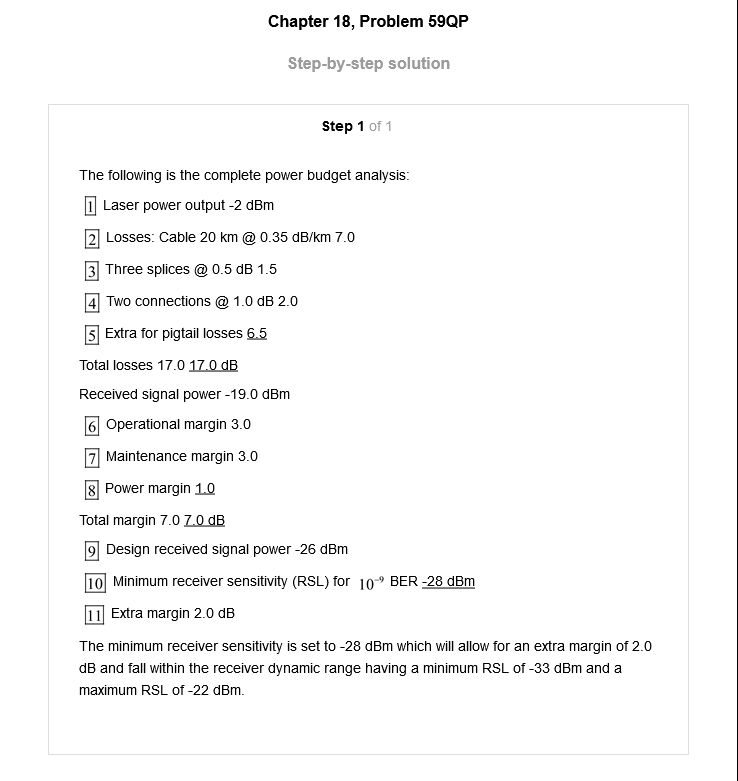 Chapter 18, Problem 59QP
Step-by-step solution
Step 1 of 1
The following is the complete power budget analysis:
1 Laser power output -2 dBm
2 Losses: Cable 20 km @ 0.35 dB/km 7.0
3 Three splices @ 0.5 dB 1.5
4 Two connections @ 1.0 dB 2.0
5 Extra for pigtail losses 6.5
Total losses 17.0 17.0 dB
Received signal power -19.0 dBm
6 Operational margin 3.0
7 Maintenance margin 3.0
8 Power margin 1.0
Total margin 7.0 7.0 dB
9 Design received signal power -26 dBm
10 Minimum receiver sensitivity (RSL) for 10⁻⁹ BER -28 dBm
11 Extra margin 2.0 dB
The minimum receiver sensitivity is set to -28 dBm which will allow for an extra margin of 2.0
dB and fall within the receiver dynamic range having a minimum RSL of -33 dBm and a
maximum RSL of -22 dBm.